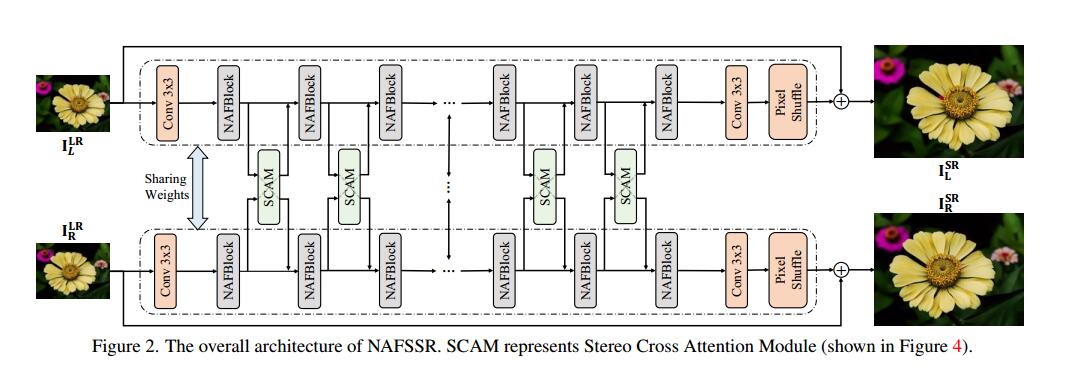 Conv 3x3
NAFBlock
NAFBlock
NAFBlock
...
NAFBlock
NAFBlock
NAFBlock
Conv 3x3
Pixel
Shuffle
+
I_L^LR
I_L^SR
Sharing
Weights
SCAM
SCAM
...
SCAM
SCAM
I_R^LR
I_R^SR
Conv 3x3
NAFBlock
NAFBlock
NAFBlock
...
NAFBlock
NAFBlock
NAFBlock
Conv 3x3
Pixel
Shuffle
+
Figure 2. The overall architecture of NAFSSR. SCAM represents Stereo Cross Attention Module (shown in Figure 4).